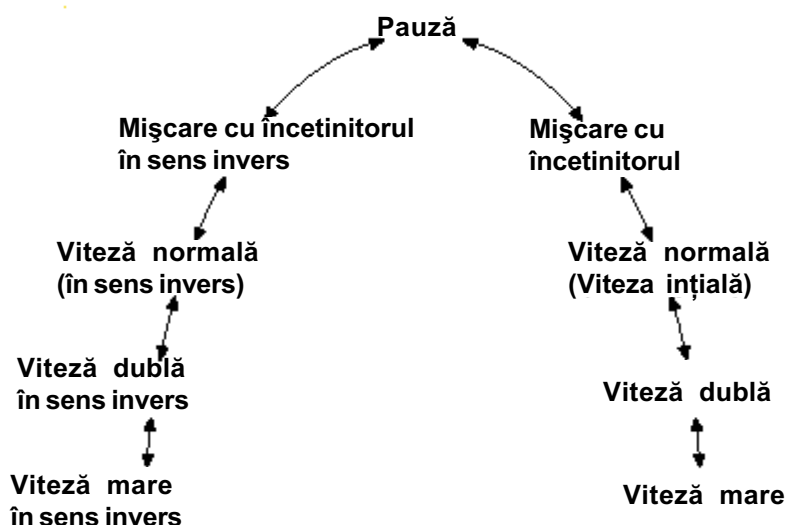 Pauză
Mişcare cu încetinitorul
în sens invers
Mişcare cu
încetinitorul
Viteză normală
(în sens invers)
Viteză normală
(Viteza inţială)
Viteză dublă
în sens invers
Viteză dublă
Viteză mare
în sens invers
Viteză mare